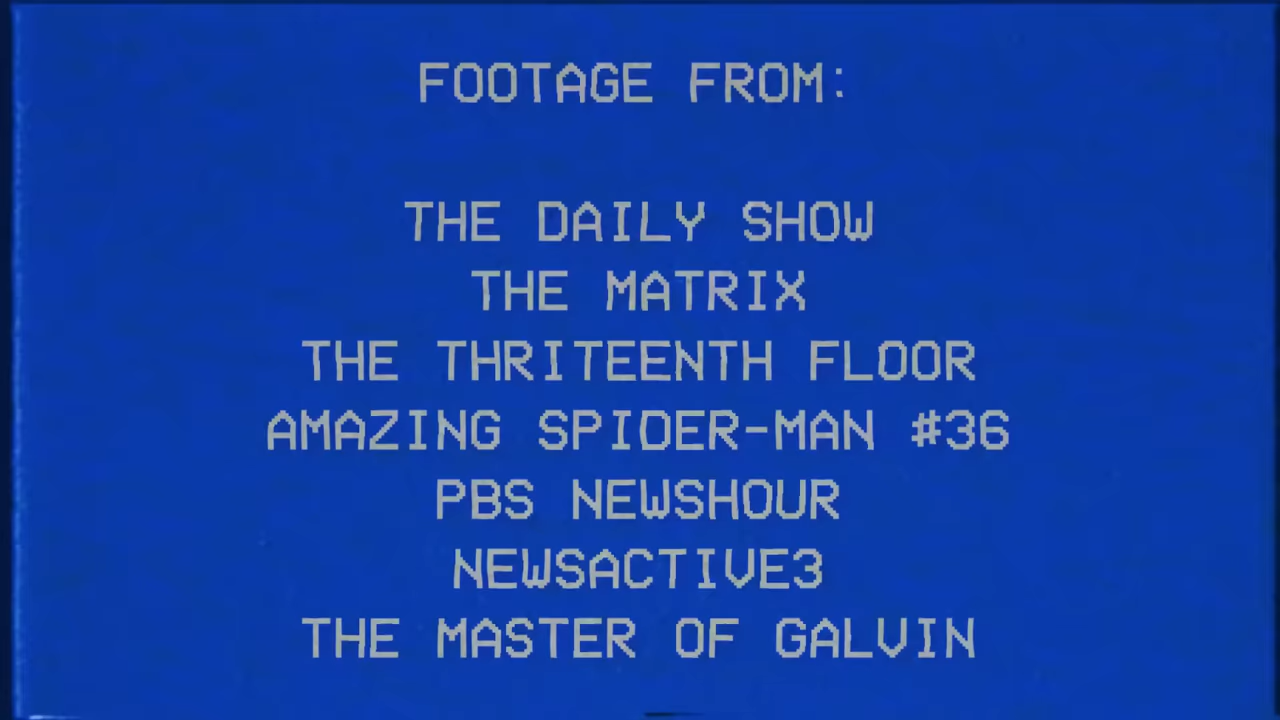 FOOTAGE FROM:
THE DAILY SHOW
THE MATRIX
THE THRITEENTH FLOOR
AMAZING SPIDER-MAN #36
PBS NEWSHOUR
NEWSACTIVE3
THE MASTER OF GALVIN